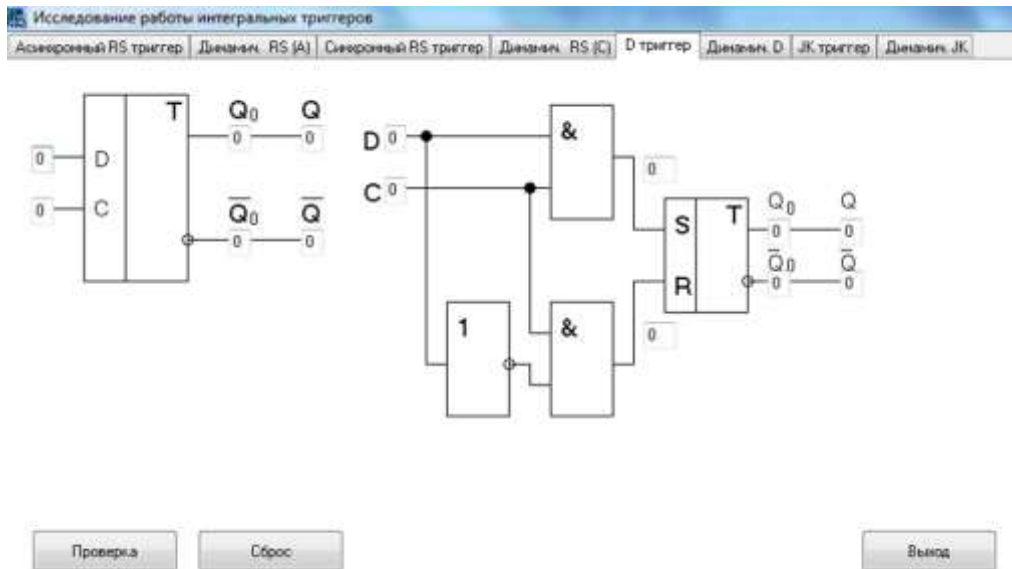 Исследование работы интегральных триггеров
Асинхронный RS триггер Динамич. RS (A) Синхронный RS триггер Динамич. RS (C) D триггер Динамич. D JK триггер Динамич. JK
T Q0 Q
0 0
0 D
0 C
Q̅0 Q̅
0 0
D 0
C 0
&
0
S T Q0 Q
0 0
R Q̅0 Q̅
0 0
1
&
0
Проверка Сброс Выход